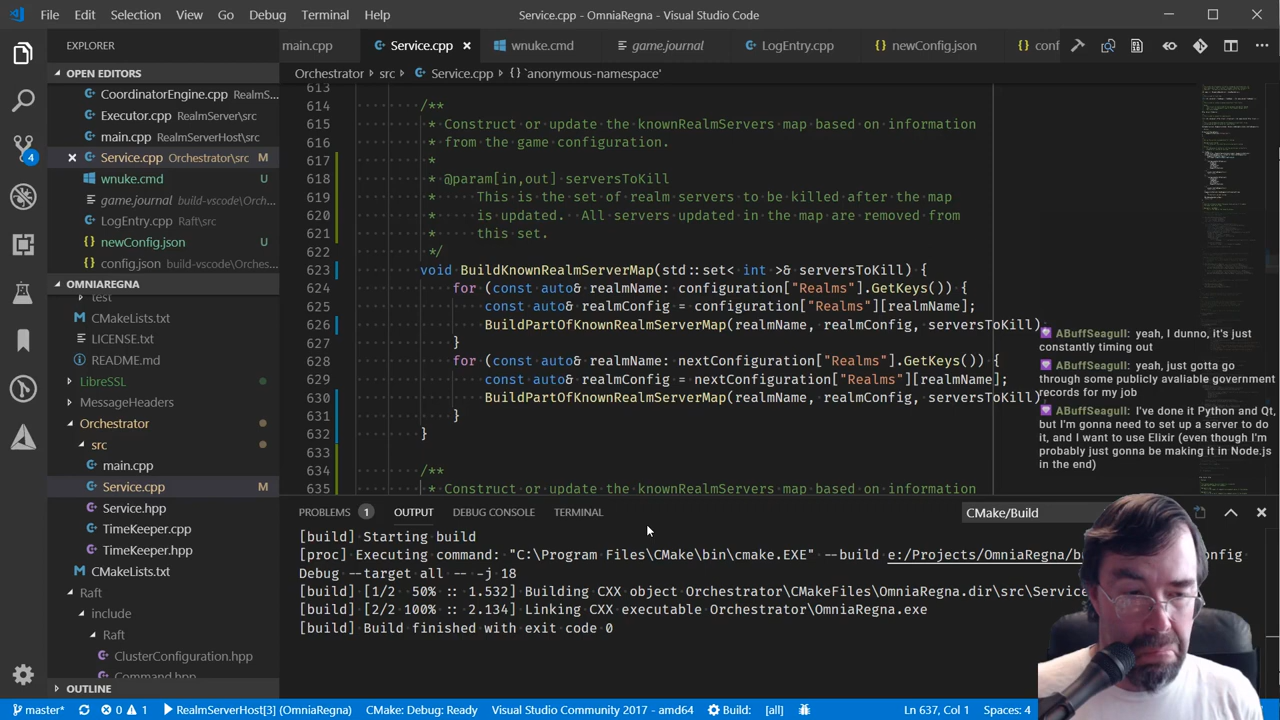 File Edit Selection View Go Debug Terminal Help
Service.cpp - OmniaRegna - Visual Studio Code
EXPLORER
main.cpp Service.cpp wnuke.cmd game.journal LogEntry.cpp newConfig.json conf
OPEN EDITORS
CoordinatorEngine.cpp RealmS...
Executor.cpp RealmServer\src
main.cpp RealmServerHost\src
Service.cpp Orchestrator\src M
wnuke.cmd U
game.journal build-vscode\Orch...
LogEntry.cpp Raft\src
newConfig.json U
config.json build-vscode\Orches...
OMNIAREGNA
test
CMakeLists.txt
LICENSE.txt
README.md
LibreSSL
MessageHeaders
Orchestrator
src
main.cpp
Service.cpp M
Service.hpp
TimeKeeper.cpp
TimeKeeper.hpp
CMakeLists.txt
Raft
include
Raft
ClusterConfiguration.hpp
Command.hpp
OUTLINE
4
Orchestrator > src > Service.cpp > {} `anonymous-namespace'
613
614 /**
615 * Construct or update the knownRealmServers map based on information
616 * from the game configuration.
617 *
618 * @param[in,out] serversToKill
619 * This is the set of realm servers to be killed after the map
620 * is updated. All servers updated in the map are removed from
621 * this set.
622 */
623 void BuildKnownRealmServerMap(std::set< int >& serversToKill) {
624 for (const auto& realmName: configuration["Realms"].GetKeys()) {
625 const auto& realmConfig = configuration["Realms"][realmName];
626 BuildPartOfKnownRealmServerMap(realmName, realmConfig, serversToKill)
627 }
628 for (const auto& realmName: nextConfiguration["Realms"].GetKeys()) {
629 const auto& realmConfig = nextConfiguration["Realms"][realmName];
630 BuildPartOfKnownRealmServerMap(realmName, realmConfig, serversToKill)
631 }
632 }
633
634 /**
635 * Construct or update the knownRealmServers map based on information
ABuffSeagull: yeah, I dunno, it's just
constantly timing out
ABuffSeagull: yeah, just gotta go
through some publicly avaliable government
records for my job
ABuffSeagull: I've done it Python and Qt,
but I'm gonna need to set up a server to do
it, and I want to use Elixir (even though I'm
probably just gonna be making it in Node.js
in the end)
PROBLEMS 1 OUTPUT DEBUG CONSOLE TERMINAL CMake/Build
[build] Starting build
[proc] Executing command: "C:\Program Files\CMake\bin\cmake.EXE" --build e:/Projects/OmniaRegna/b onfig
Debug --target all -- -j 18
[build] [1/2 50% :: 1.532] Building CXX object Orchestrator\CMakeFiles\OmniaRegna.dir\src\Service
[build] [2/2 100% :: 2.134] Linking CXX executable Orchestrator\OmniaRegna.exe
[build] Build finished with exit code 0
master* 0 1 RealmServerHost[3] (OmniaRegna) CMake: Debug: Ready Visual Studio Community 2017 - amd64 Build: [all] Ln 637, Col 1 Spaces: 4